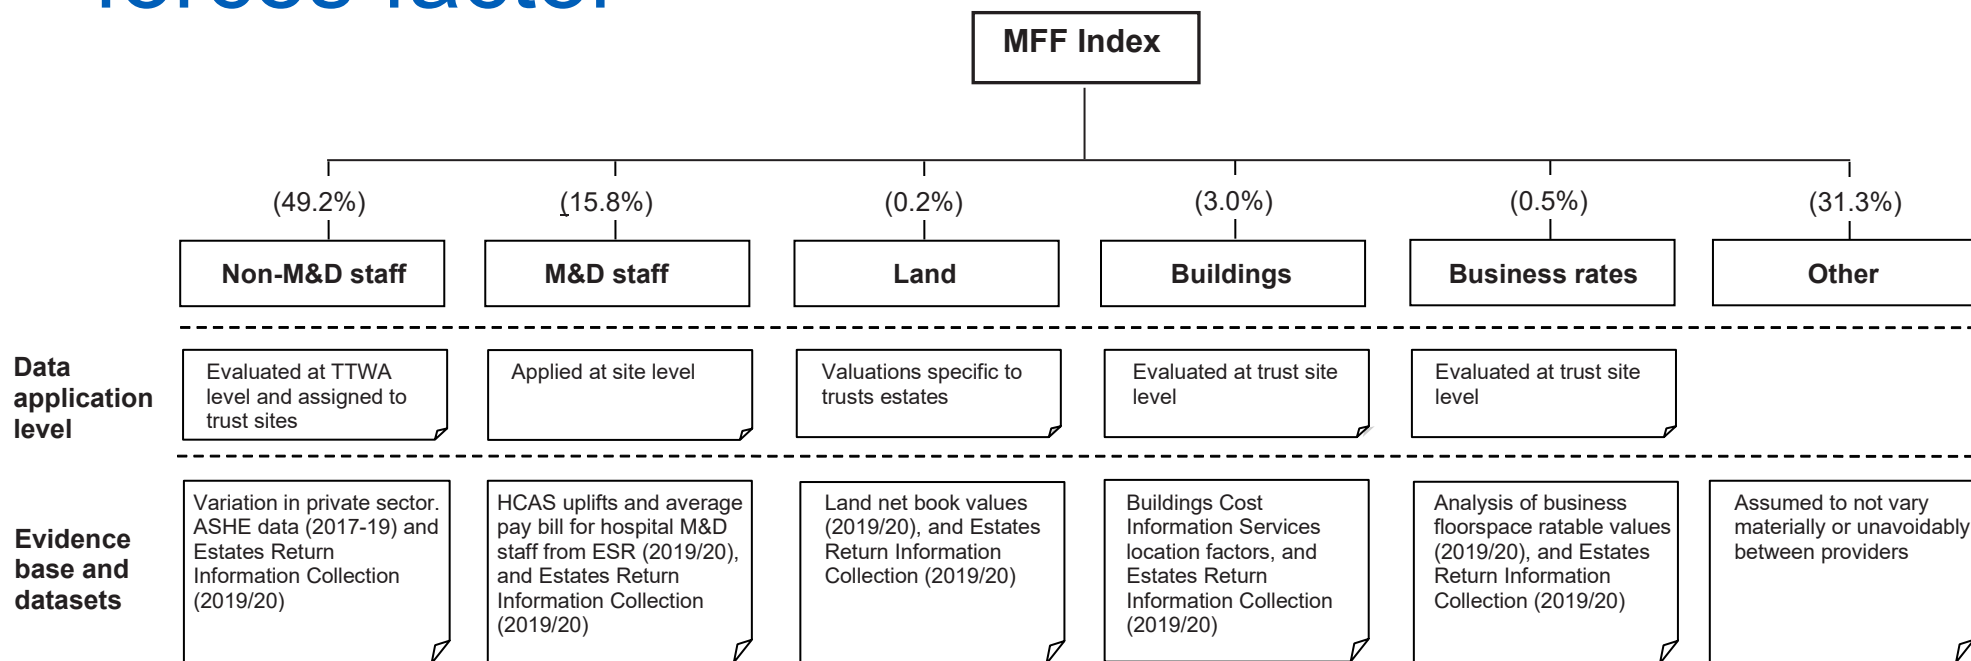 forces factor
MFF Index
(49.2%)
(15.8%)
(0.2%)
(3.0%)
(0.5%)
(31.3%)
Non-M&D staff
M&D staff
Land
Buildings
Business rates
Other
Data
application
level
Evaluated at TTWA
level and assigned to
trust sites
Applied at site level
Valuations specific to
trusts estates
Evaluated at trust site
level
Evaluated at trust site
level
Evidence
base and
datasets
Variation in private sector.
ASHE data (2017-19) and
Estates Return
Information Collection
(2019/20)
HCAS uplifts and average
pay bill for hospital M&D
staff from ESR (2019/20),
and Estates Return
Information Collection
(2019/20)
Land net book values
(2019/20), and Estates
Return Information
Collection (2019/20)
Buildings Cost
Information Services
location factors, and
Estates Return
Information Collection
(2019/20)
Analysis of business
floorspace ratable values
(2019/20), and Estates
Return Information
Collection (2019/20)
Assumed to not vary
materially or unavoidably
between providers